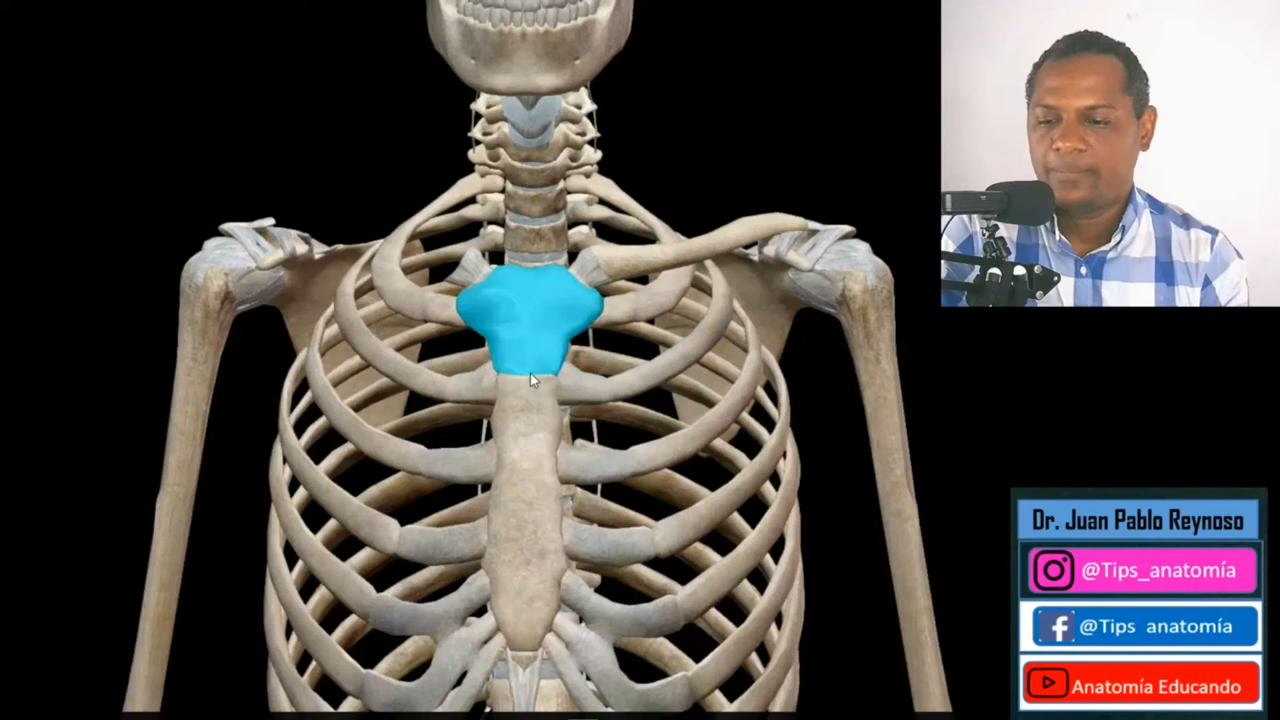 Dr. Juan Pablo Reynoso
@Tips_anatomía
@Tips anatomía
Anatomía Educando